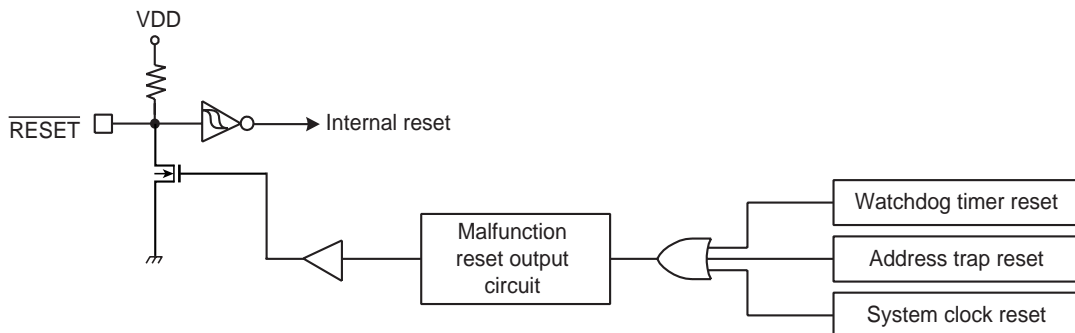 VDD
RESET
Internal reset
Malfunction
reset output
circuit
Watchdog timer reset
Address trap reset
System clock reset